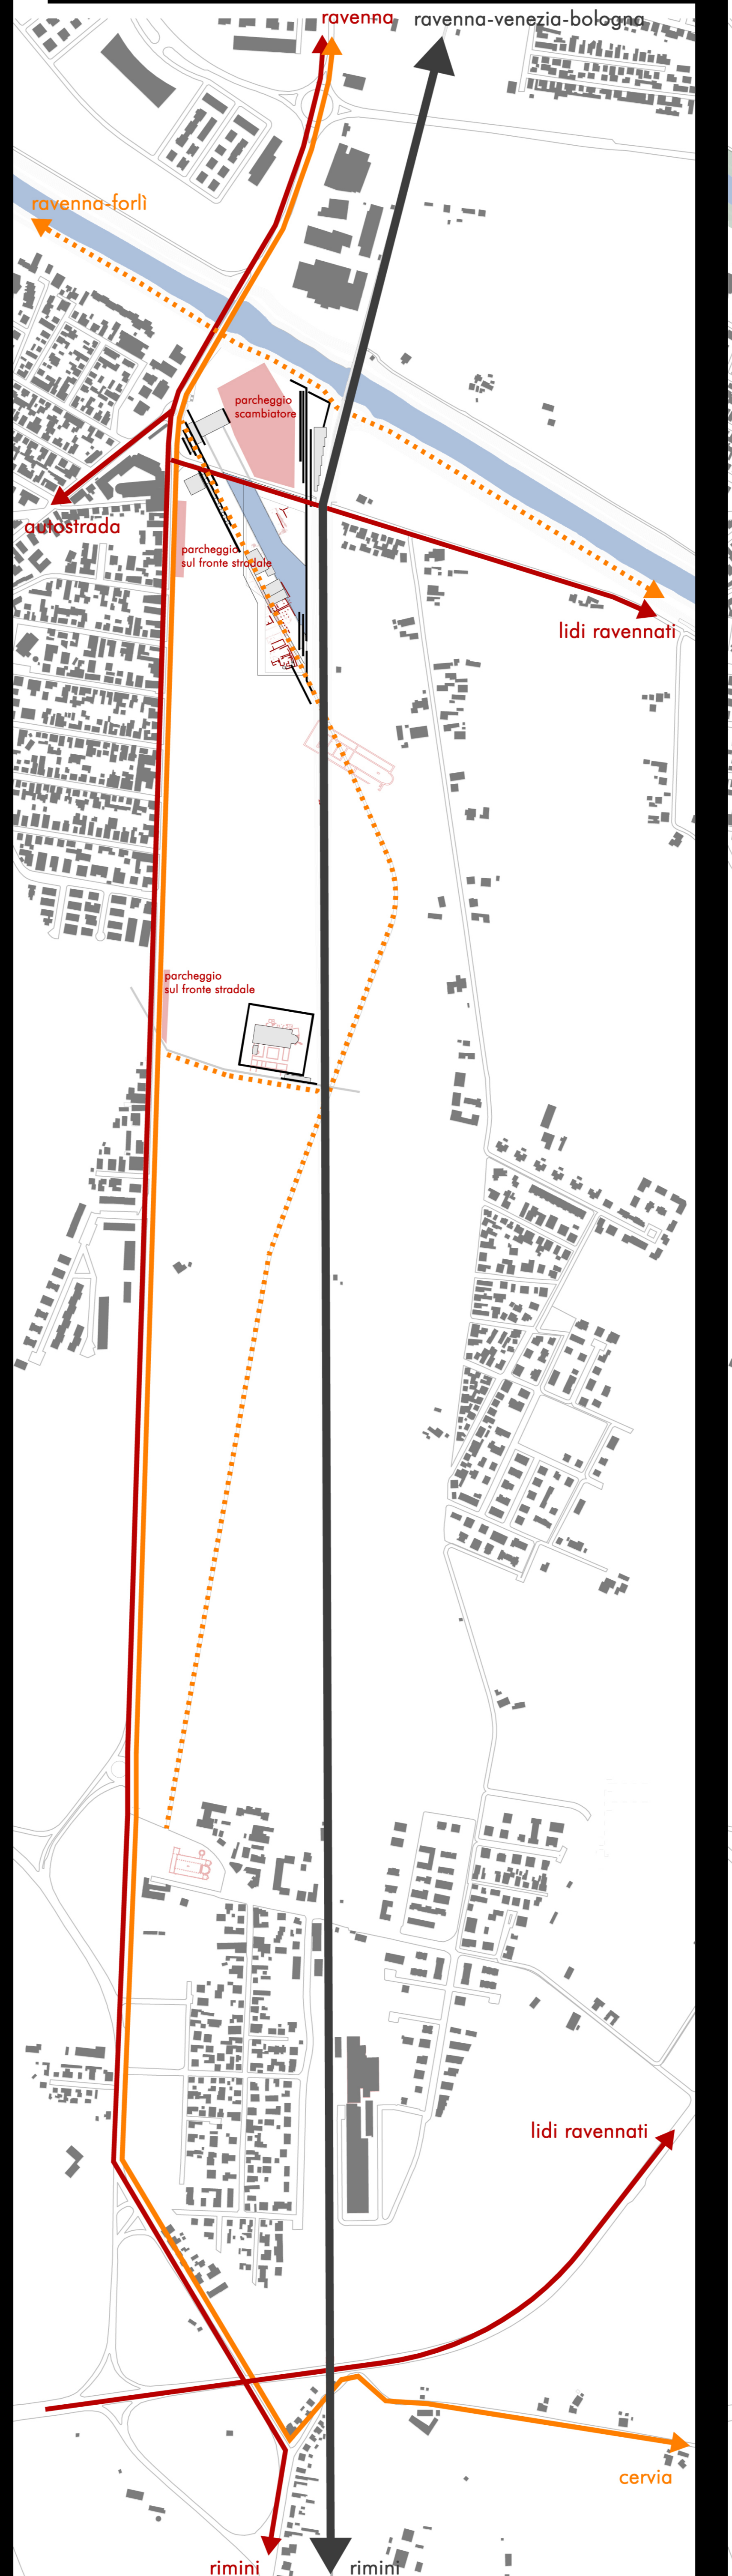 ravenna
ravenna-venezia-bologna
ravenna-forlì
parcheggio
scambiatore
autostrada
parcheggio
sul fronte stradale
lidi ravennati
parcheggio
sul fronte stradale
lidi ravennati
cervia
rimini
rimini